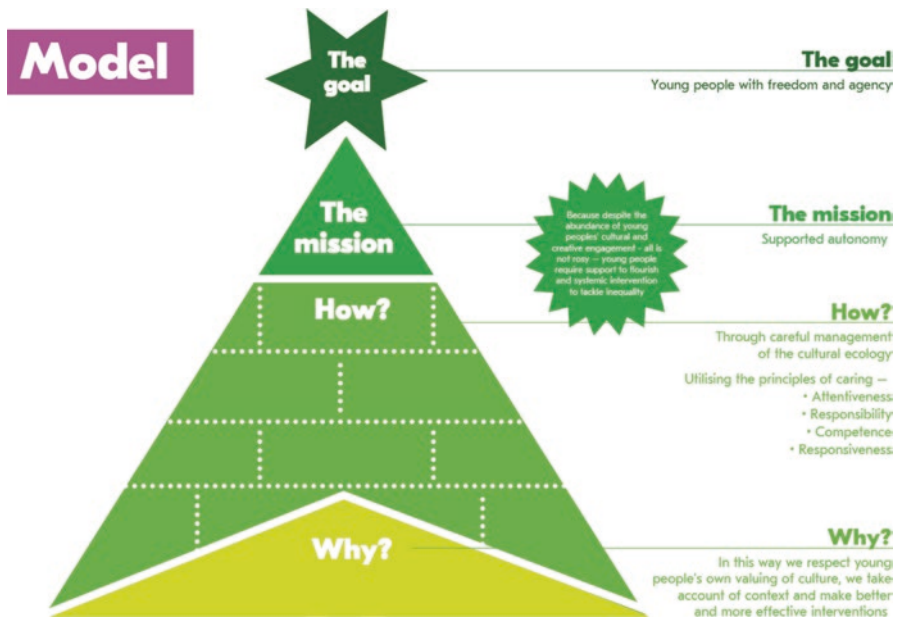 Model
The
goal
The goal
Young people with freedom and agency
The
mission
Because despite the
abundance of young
peoples' cultural and
creative engagement - all is
not rosy – young people
require support to flourish
and systemic intervention
to tackle inequality
The mission
Supported autonomy
How?
How?
Through careful management
of the cultural ecology
Utilising the principles of caring –
• Attentiveness
• Responsibility
• Competence
• Responsiveness
Why?
Why?
In this way we respect young
people's own valuing of culture, we take
account of context and make better
and more effective interventions